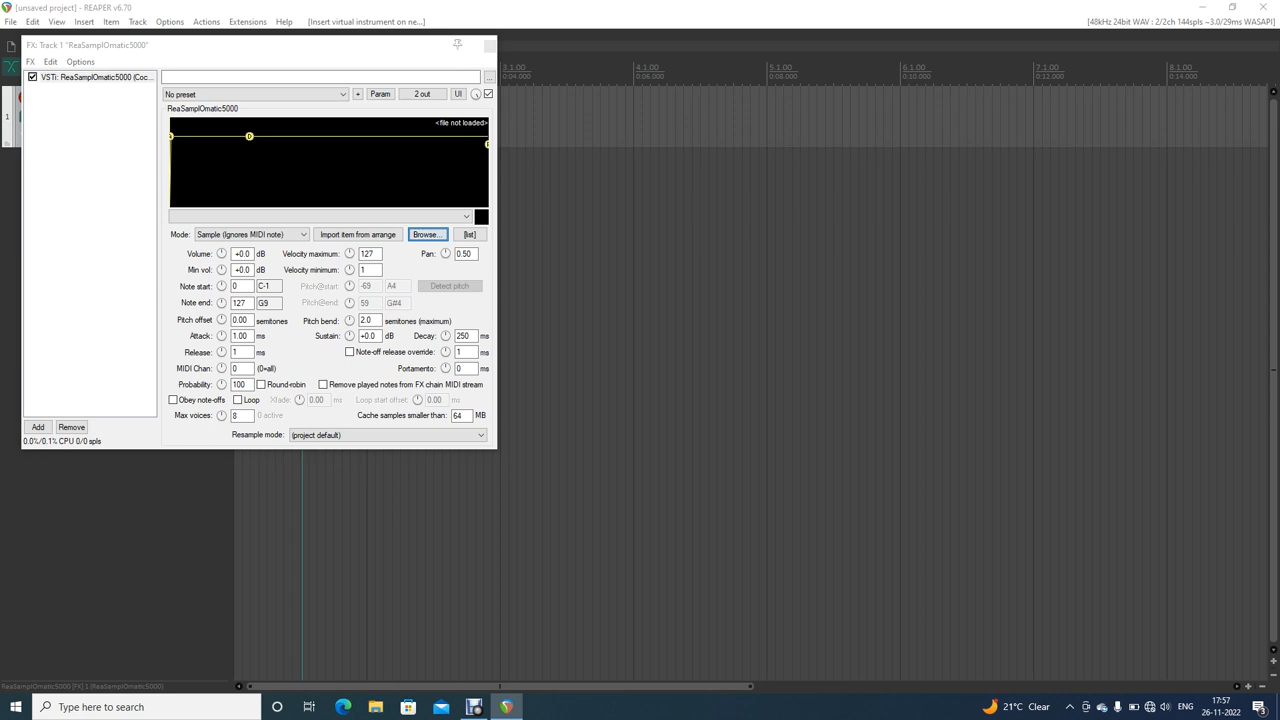 [unsaved project] - REAPER v6.70
File Edit View Insert Item Track Options Actions Extensions Help [Insert virtual instrument on ne...] [48kHz 24bit WAV : 2/2ch 144spls ~3.0/29ms WASAPI]
FX: Track 1 "ReaSamplOmatic5000"
FX Edit Options
VSTi: ReaSamplOmatic5000 (Coc... ...
No preset + Param 2 out UI
ReaSamplOmatic5000
<file not loaded>
D
Mode: Sample (Ignores MIDI note) Import item from arrange Browse... [list]
Volume: +0.0 dB Velocity maximum: 127 Pan: 0.50
Min vol: +0.0 dB Velocity minimum: 1
Note start: 0 C-1 Pitch@start: -69 A4 Detect pitch
Note end: 127 G9 Pitch@end: 59 G#4
Pitch offset: 0.00 semitones Pitch bend: 2.0 semitones (maximum)
Attack: 1.00 ms Sustain: +0.0 dB Decay: 250 ms
Release: 1 ms Note-off release override: 1 ms
MIDI Chan: 0 (0=all) Portamento: 0 ms
Probability: 100 Round-robin Remove played notes from FX chain MIDI stream
Obey note-offs Loop Xfade: 0.00 ms Loop start offset: 0.00 ms
Max voices: 8 0 active Cache samples smaller than: 64 MB
Resample mode: (project default)
Add Remove
0.0%/0.1% CPU 0/0 spls
3.1.00 4.1.00 5.1.00 6.1.00 7.1.00 8.1.00
0:04.000 0:06.000 0:08.000 0:10.000 0:12.000 0:14.000
1
ReaSamplOmatic5000 [FX] 1 [ReaSamplOmatic5000]
Type here to search
21°C Clear
ENG
17:57
26-11-2022